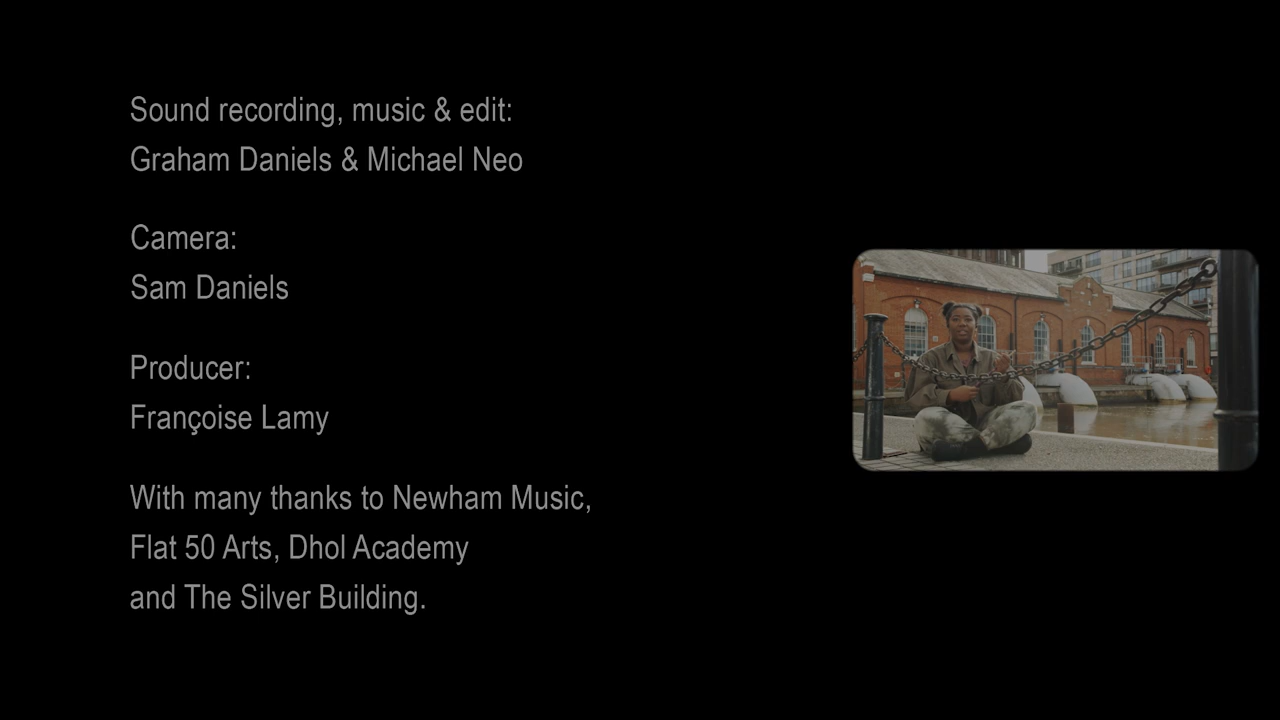 Sound recording, music & edit:
Graham Daniels & Michael Neo
Camera:
Sam Daniels
Producer:
Françoise Lamy
With many thanks to Newham Music,
Flat 50 Arts, Dhol Academy
and The Silver Building.